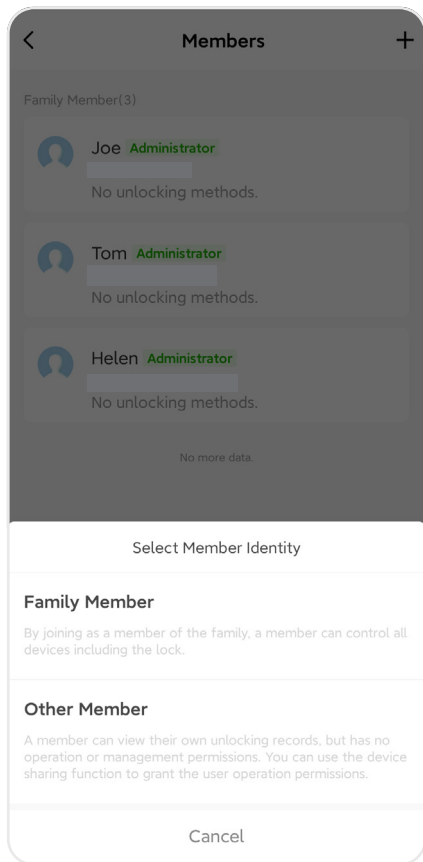 Members
Family Member(3)
Joe Administrator
No unlocking methods.
Tom Administrator
No unlocking methods.
Helen Administrator
No unlocking methods.
No more data.
Select Member Identity
Family Member
By joining as a member of the family, a member can control all
devices including the lock.
Other Member
A member can view their own unlocking records, but has no
operation or management permissions. You can use the device
sharing function to grant the user operation permissions.
Cancel